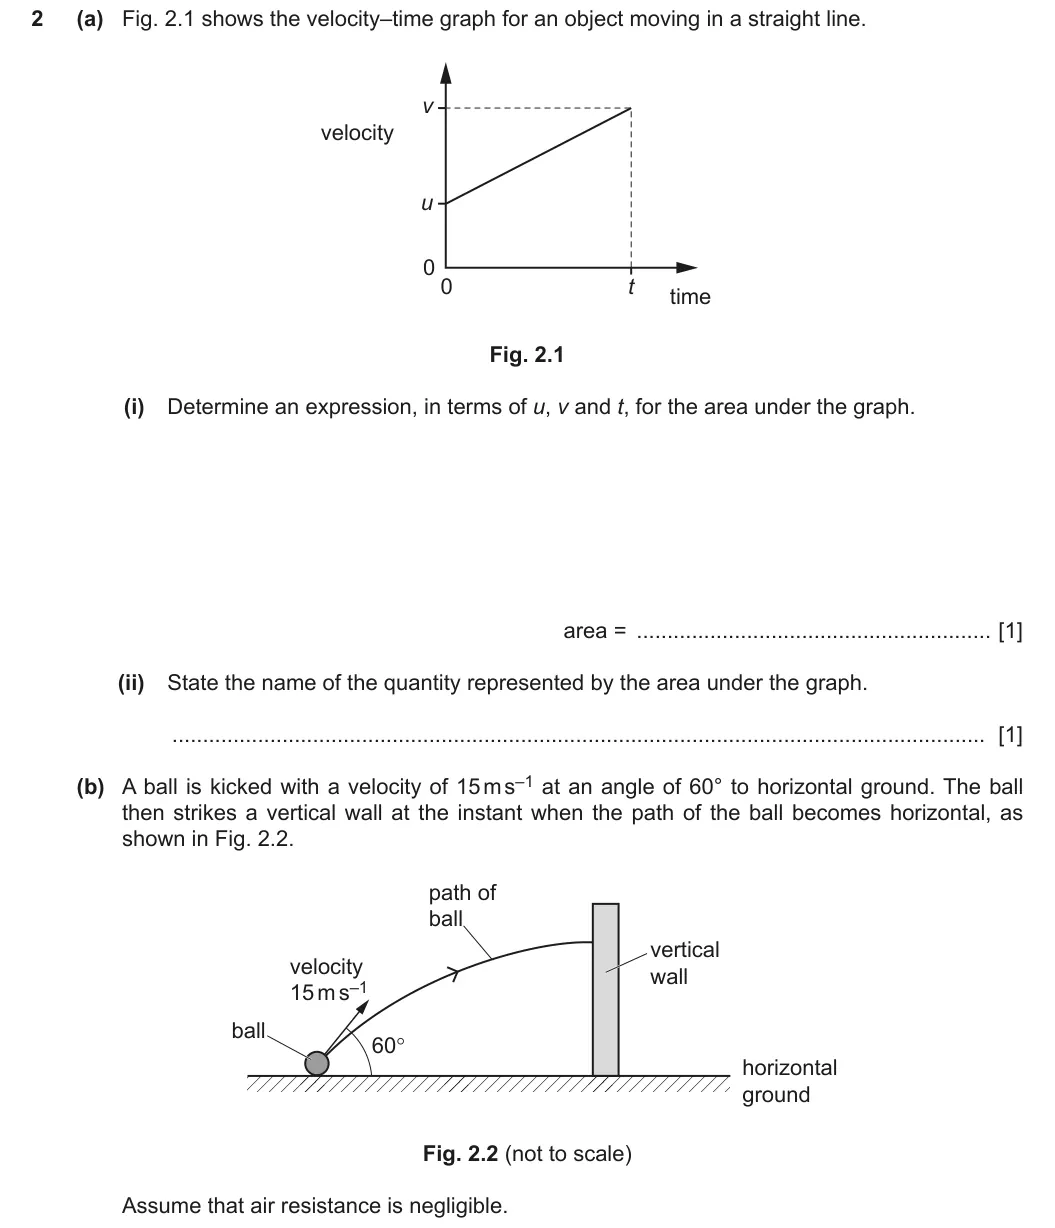 2 (a) Fig. 2.1 shows the velocity–time graph for an object moving in a straight line.
v
velocity
u
0
0
t
time
Fig. 2.1
(i) Determine an expression, in terms of u, v and t, for the area under the graph.
area = ........................................................... [1]
(ii) State the name of the quantity represented by the area under the graph.
....................................................................................................................................... [1]
(b) A ball is kicked with a velocity of 15 m s⁻¹ at an angle of 60° to horizontal ground. The ball
then strikes a vertical wall at the instant when the path of the ball becomes horizontal, as
shown in Fig. 2.2.
path of
ball
vertical
wall
velocity
15 m s⁻¹
ball
60°
horizontal
ground
Fig. 2.2 (not to scale)
Assume that air resistance is negligible.